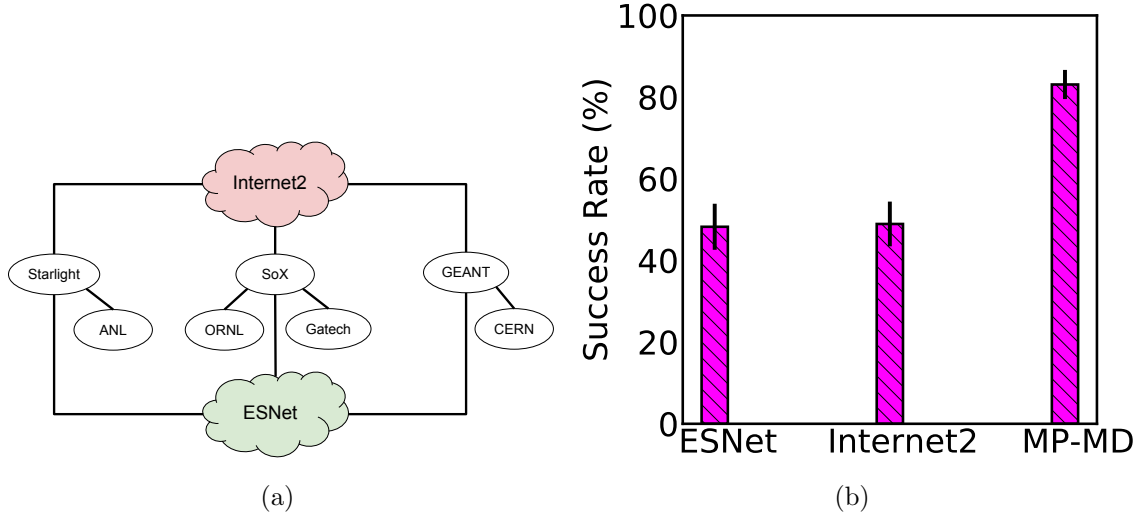 Internet2
Starlight
SoX
GEANT
ANL
ORNL
Gatech
CERN
ESNet
(a)
Success Rate (%)
100
80
60
40
20
0
ESNet Internet2 MP-MD
(b)